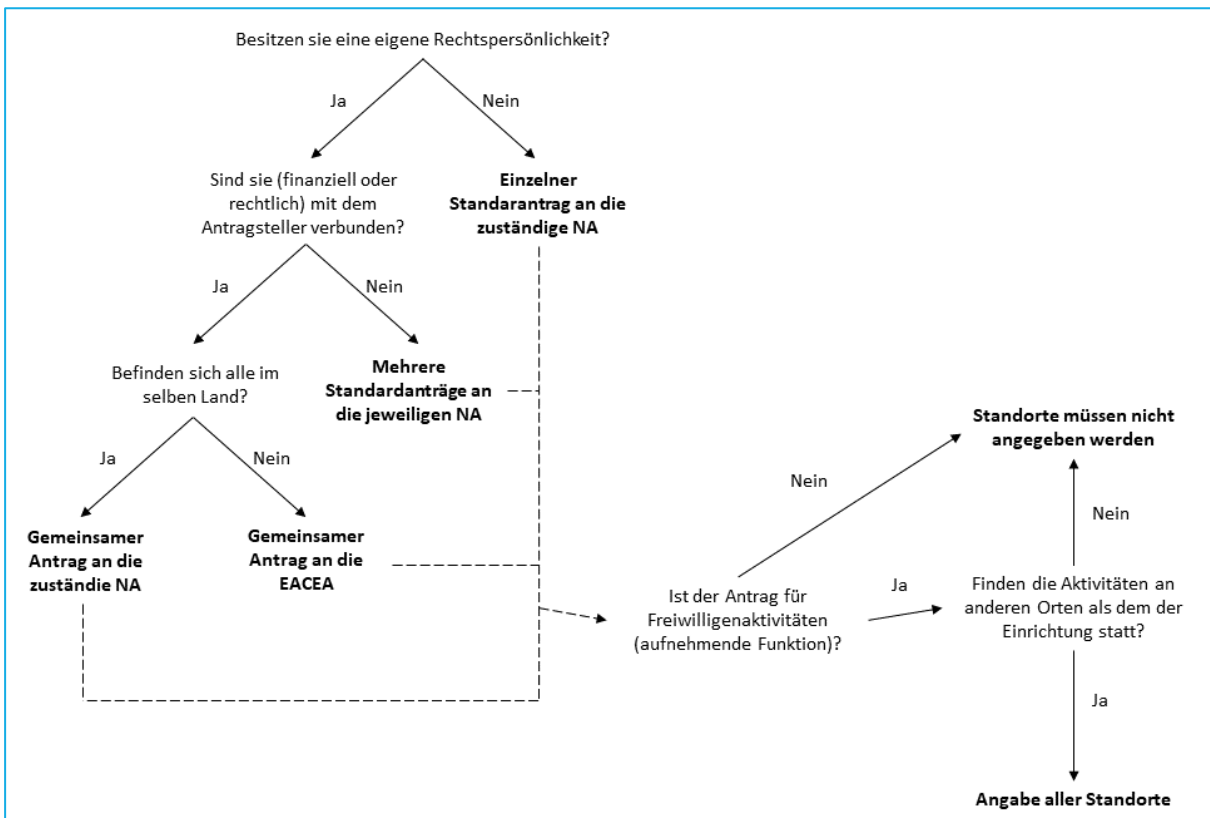 Besitzen sie eine eigene Rechtspersönlichkeit?
Ja
Nein
Sind sie (finanziell oder
rechtlich) mit dem
Antragsteller verbunden?
Einzelner
Standarantrag an die
zuständige NA
Ja
Nein
Befinden sich alle im
selben Land?
Mehrere
Standardanträge an
die jeweiligen NA
Ja
Nein
Gemeinsamer
Antrag an die
zuständie NA
Gemeinsamer
Antrag an die
EACEA
Ist der Antrag für
Freiwilligenaktivitäten
(aufnehmende Funktion)?
Nein
Ja
Standorte müssen nicht
angegeben werden
Nein
Finden die Aktivitäten an
anderen Orten als dem der
Einrichtung statt?
Ja
Angabe aller Standorte